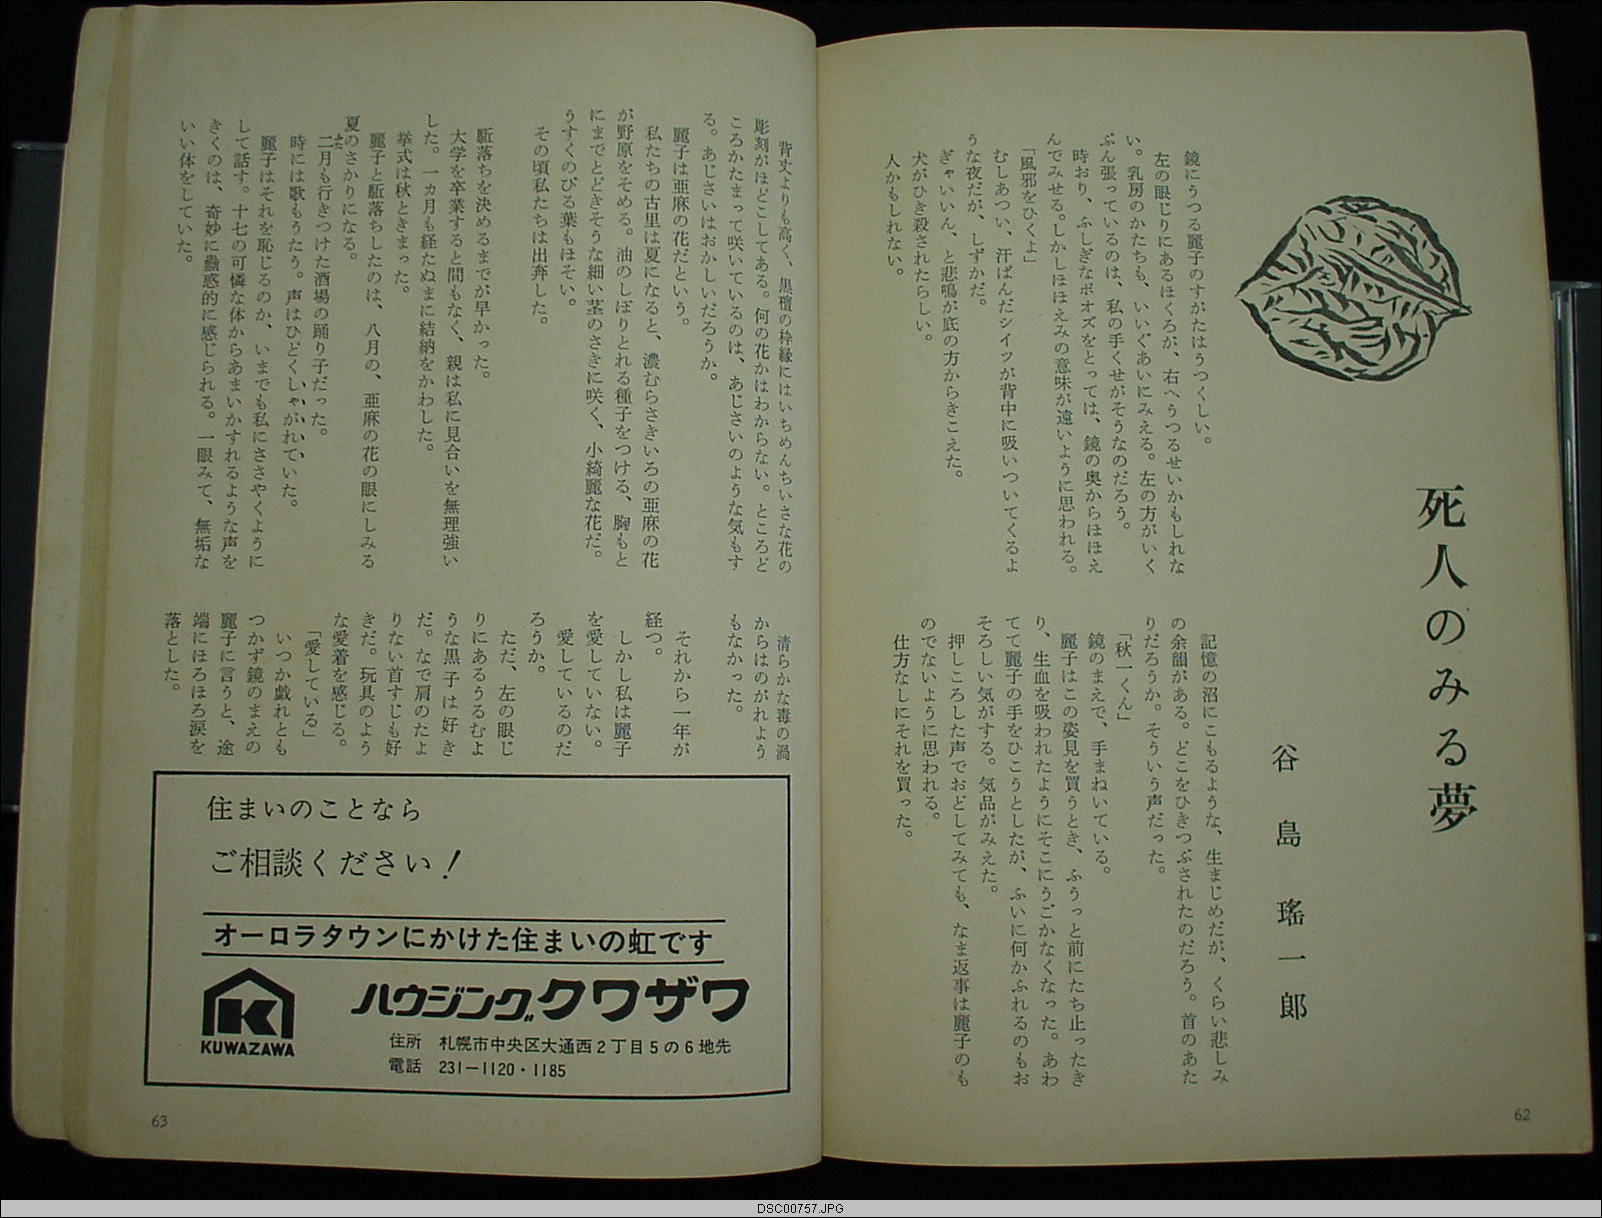 死人のみる夢
谷島瑤一郎
鏡にうつる麗子のすがたはうつくしい。
左の眼じりにあるほくろが、右へうつるせいかもしれな
い。乳房のかたちも、いいぐあいにみえる。左の方がいく
ぶん張っているのは、私の手くせがそうなのだろう。
時おり、ふしぎなポオズをとっては、鏡の奥からほほえ
んでみせる。しかしほほえみの意味が遠いように思われる。
「風邪をひくよ」
むしあつい、汗ばんだシイツが背中に吸いついてくるよ
うな夜だが、しずかだ。
ぎゃいいん、と悲鳴が底の方からきこえた。
犬がひき殺されたらしい。
人かもしれない。
記憶の沼にこもるような、生まじめだが、くらい悲しみ
の余韻がある。どこをひきつぶされたのだろう。首のあた
りだろうか。そういう声だった。
「秋一くん」
鏡のまえで、手まねいている。
麗子はこの姿見を買うとき、ふうっと前にたち止ったき
り、生血を吸われたようにそこにうごかなくなった。あわ
てて麗子の手をひこうとしたが、ふいに何かふれるのもお
そろしい気がする。気品がみえた。
押しころした声でおどしてみても、なま返事は麗子のも
のでないように思われる。
仕方なしにそれを買った。
62
背丈よりも高く、黒檀の枠縁にはいちめんちいさな花の
彫刻がほどこしてある。何の花かはわからない。ところど
ころかたまって咲いているのは、あじさいのような気もす
る。あじさいはおかしいだろうか。
麗子は亜麻の花だという。
私たちの古里は夏になると、濃むらさきいろの亜麻の花
が野原をそめる。油のしぼりとれる種子をつける、胸もと
にまでとどきそうな細い茎のさきに咲く、小綺麗な花だ。
うすくのびる葉もほそい。
その頃私たちは出奔した。
駈落ちを決めるまでが早かった。
大学を卒業すると間もなく、親は私に見合いを無理強い
した。一カ月も経たぬまに結納をかわした。
挙式は秋ときまった。
麗子と駈落ちしたのは、八月の、亜麻の花の眼にしみる
夏のさかりになる。
二月も行きつけた酒場の踊り子だった。
時には歌もうたう。声はひどくしゃがれていた。
麗子はそれを恥じるのか、いまでも私にささやくように
して話す。十七の可憐な体からあまいかすれるような声を
きくのは、奇妙に蠱惑的に感じられる。一眼みて、無垢な
いい体をしていた。
清らかな毒の渦
からはのがれよう
もなかった。
それから一年が
経つ。
しかし私は麗子
を愛していない。
愛しているのだ
ろうか。
ただ、左の眼じ
りにあるうるむよ
うな黒子は好き
だ。なで肩のたよ
りない首すじも好
きだ。玩具のよう
な愛着を感じる。
「愛している」
いつか戯れとも
つかず鏡のまえの
麗子に言うと、途
端にほろほろ涙を
落とした。
住まいのことなら
ご相談ください!
オーロラタウンにかけた住まいの虹です
KUWAZAWA
ハウジングクワザワ
住所 札幌市中央区大通西2丁目5の6地先
電話 231-1120・1185
63
DSC00757.JPG